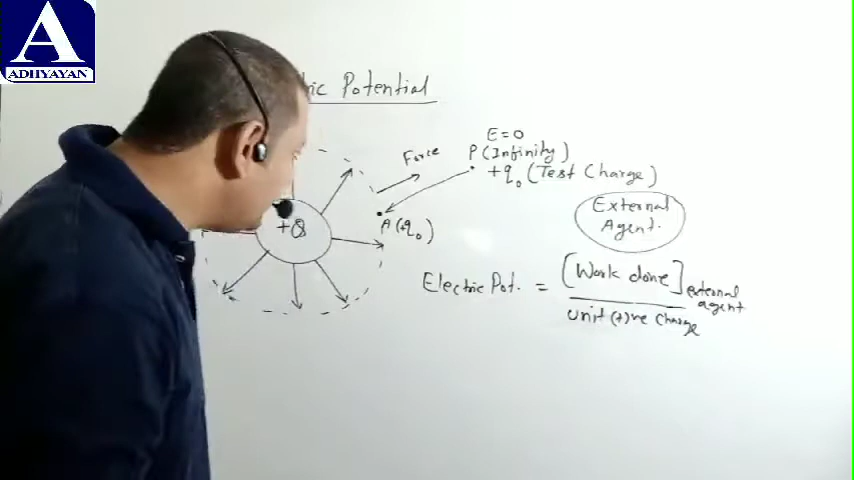 A
ADHYAYAN
ric Potential
E=0
P (Infinity)
+q₀ (Test Charge)
Force
External
Agent.
A (+q₀)
+Q
Electric Pot. = [Work done] external agent
unit (+)ve Charge